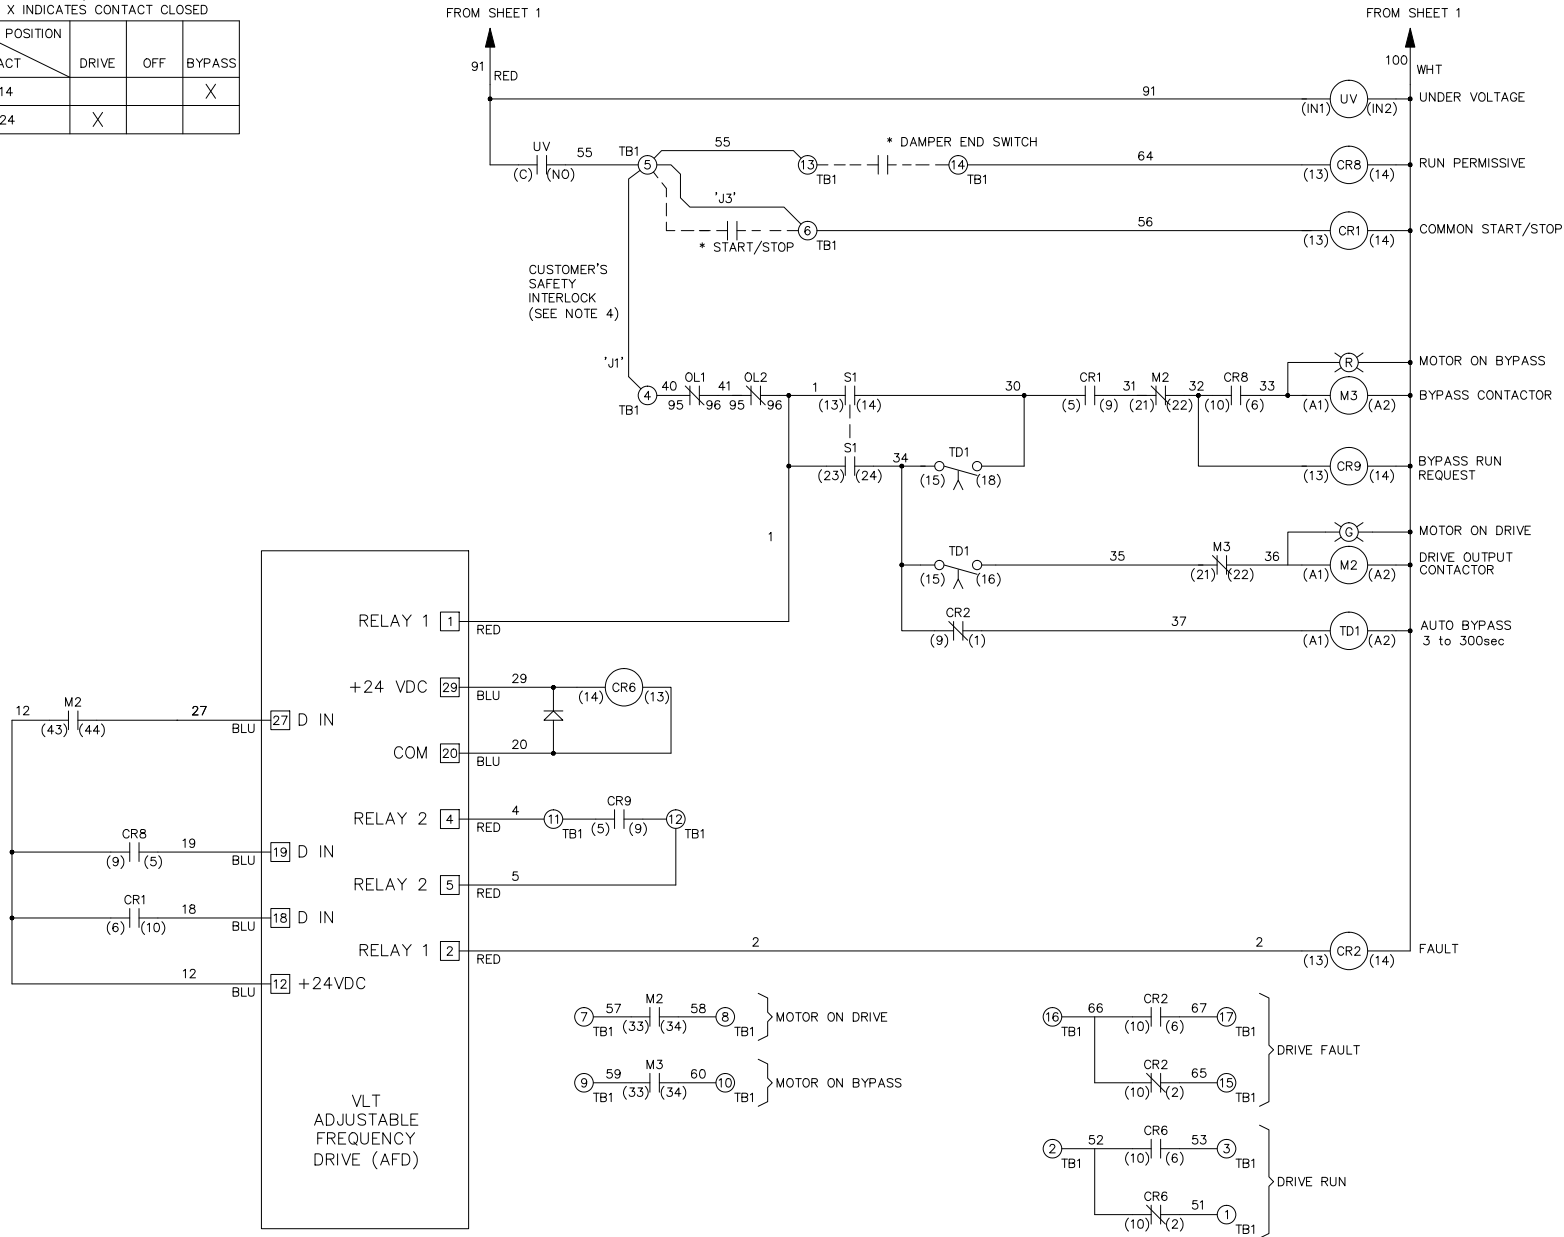 X INDICATES CONTACT CLOSED
POSITION
ACT
DRIVE
OFF
BYPASS
14
X
24
X
FROM SHEET 1
FROM SHEET 1
91
RED
100
WHT
91
(IN1)
UV
(IN2)
UNDER VOLTAGE
UV
(C)
(NO)
55
TB1
5
55
13
TB1
* DAMPER END SWITCH
14
TB1
64
(13)
CR8
(14)
RUN PERMISSIVE
'J3'
* START/STOP
6
TB1
56
(13)
CR1
(14)
COMMON START/STOP
CUSTOMER'S
SAFETY
INTERLOCK
(SEE NOTE 4)
'J1'
4
TB1
40
OL1
95
96
41
OL2
95
96
1
S1
(13)
(14)
30
CR1
(5)
(9)
31
M2
(21)
(22)
32
CR8
(10)
(6)
33
R
MOTOR ON BYPASS
(A1)
M3
(A2)
BYPASS CONTACTOR
S1
(23)
(24)
34
TD1
(15)
(18)
(13)
CR9
(14)
BYPASS RUN
REQUEST
1
TD1
(15)
(16)
35
M3
(21)
(22)
36
G
MOTOR ON DRIVE
(A1)
M2
(A2)
DRIVE OUTPUT
CONTACTOR
CR2
(9)
(1)
37
(A1)
TD1
(A2)
AUTO BYPASS
3 to 300sec
RELAY 1
1
RED
+24 VDC
29
BLU
29
(14)
CR6
(13)
12
M2
(43)
(44)
27
BLU
27
D IN
COM
20
BLU
20
RELAY 2
4
RED
4
11
TB1
CR9
(5)
(9)
12
TB1
CR8
(9)
(5)
19
BLU
19
D IN
RELAY 2
5
RED
5
CR1
(6)
(10)
18
BLU
18
D IN
RELAY 1
2
RED
2
2
(13)
CR2
(14)
FAULT
12
BLU
12
+24VDC
7
TB1
57
M2
(33)
(34)
58
8
TB1
MOTOR ON DRIVE
9
TB1
59
M3
(33)
(34)
60
10
TB1
MOTOR ON BYPASS
16
TB1
66
CR2
(10)
(6)
67
17
TB1
CR2
(10)
(2)
65
15
TB1
DRIVE FAULT
2
TB1
52
CR6
(10)
(6)
53
3
TB1
CR6
(10)
(2)
51
1
TB1
DRIVE RUN
VLT
ADJUSTABLE
FREQUENCY
DRIVE (AFD)